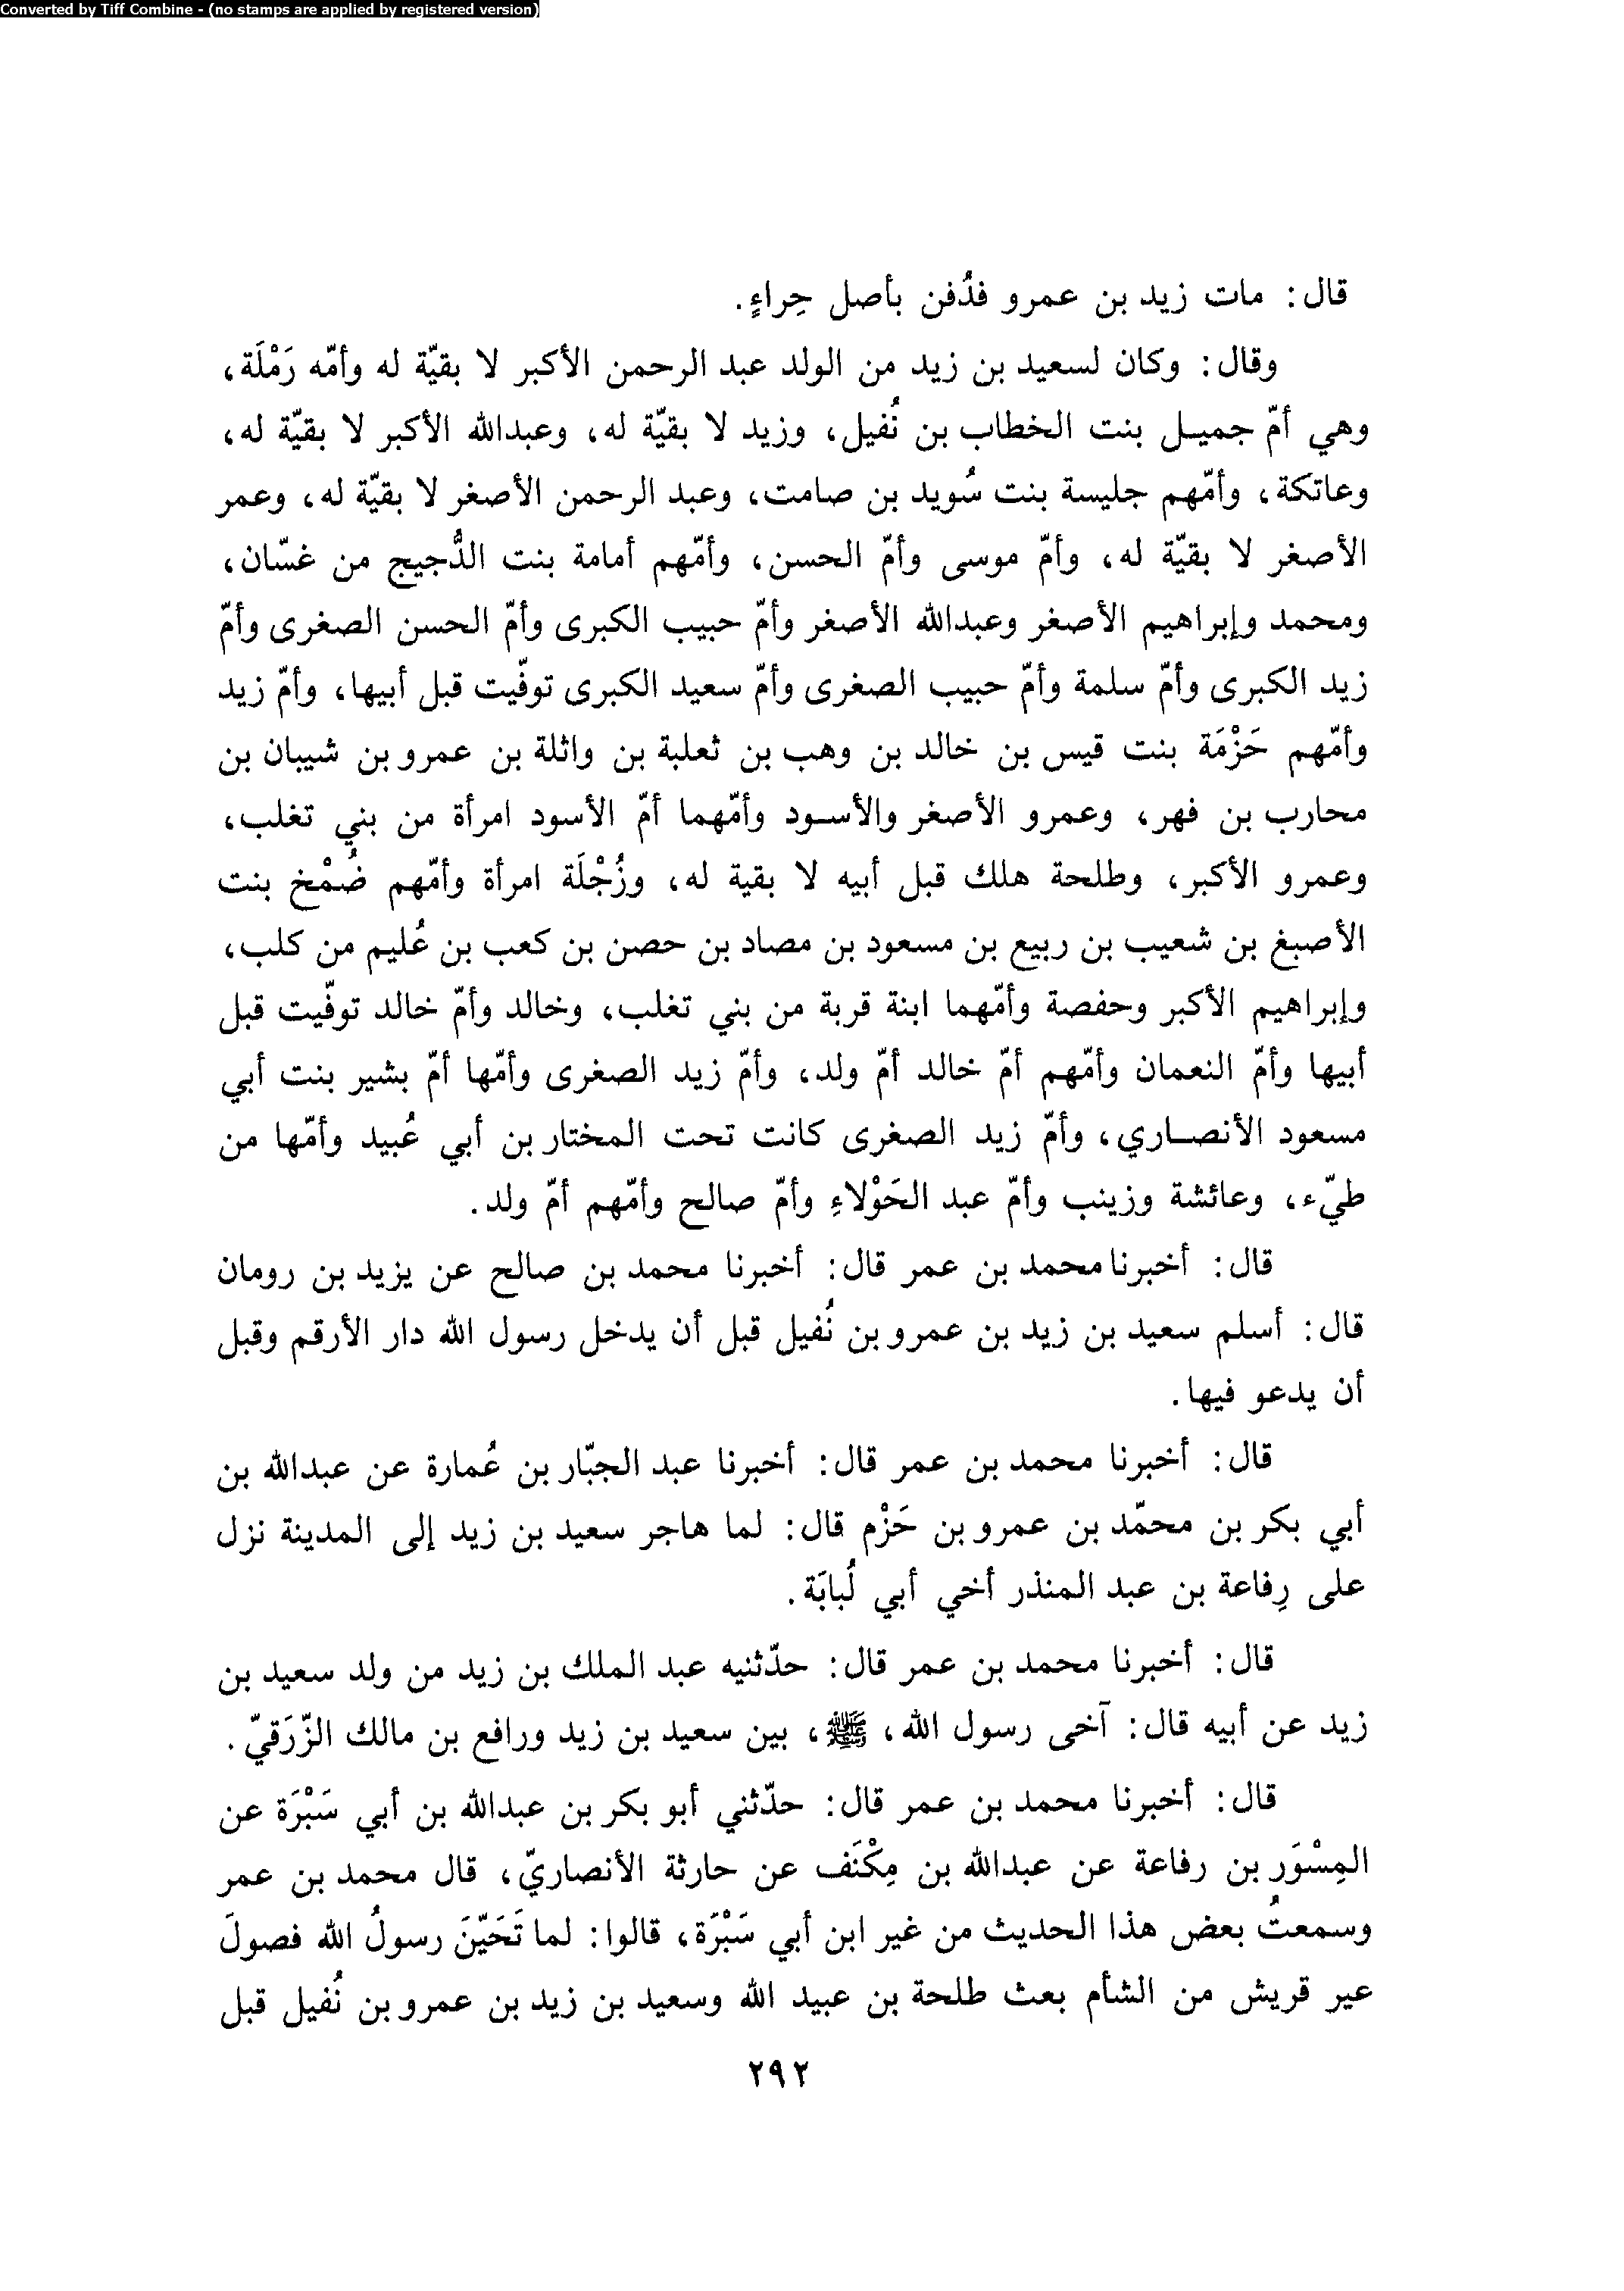 Converted by Tiff Combine - (no stamps are applied by registered version)
قال: مات زيد بن عمرو فدُفن بأصل حِراءٍ.
وقال: وكان لسعيد بن زيد من الولد عبد الرحمن الأكبر لا بقيّة له وأمّه رَمْلَة،
وهي أمّ جميل بنت الخطاب بن نُفيل، وزيد لا بقيّة له، وعبدالله الأكبر لا بقيّة له،
وعاتكة، وأمّهم جليسة بنت سُويد بن صامت، وعبد الرحمن الأصغر لا بقيّة له، وعمر
الأصغر لا بقيّة له، وأمّ موسى وأمّ الحسن، وأمّهم أمامة بنت الدُّجيج من غسّان،
ومحمد وإبراهيم الأصغر وعبدالله الأصغر وأمّ حبيب الكبرى وأمّ الحسن الصغرى وأمّ
زيد الكبرى وأمّ سلمة وأمّ حبيب الصغرى وأمّ سعيد الكبرى توفّيت قبل أبيها، وأمّ زيد
وأمّهم حَزْمَة بنت قيس بن خالد بن وهب بن ثعلبة بن واثلة بن عمرو بن شيبان بن
محارب بن فهر، وعمرو الأصغر والأسود وأمّهما أمّ الأسود امرأة من بني تغلب،
وعمرو الأكبر، وطلحة هلك قبل أبيه لا بقية له، وزُجْلَة امرأة وأمّهم ضُمْخ بنت
الأصبغ بن شعيب بن ربيع بن مسعود بن مصاد بن حصن بن كعب بن عُليم من كلب،
وإبراهيم الأكبر وحفصة وأمّهما ابنة قربة من بني تغلب، وخالد وأمّ خالد توفّيت قبل
أبيها وأمّ النعمان وأمّهم أمّ خالد أمّ ولد، وأمّ زيد الصغرى وأمّها أمّ بشير بنت أبي
مسعود الأنصاري، وأمّ زيد الصغرى كانت تحت المختار بن أبي عُبيد وأمّها من
طيّء، وعائشة وزينب وأمّ عبد الحَوْلاءِ وأمّ صالح وأمّهم أمّ ولد.
قال: أخبرنا محمد بن عمر قال: أخبرنا محمد بن صالح عن يزيد بن رومان
قال: أسلم سعيد بن زيد بن عمرو بن نُفيل قبل أن يدخل رسول الله دار الأرقم وقبل
أن يدعو فيها.
قال: أخبرنا محمد بن عمر قال: أخبرنا عبد الجبّار بن عُمارة عن عبدالله بن
أبي بكر بن محمّد بن عمرو بن حَزْم قال: لما هاجر سعيد بن زيد إلى المدينة نزل
على رِفاعة بن عبد المنذر أخي أبي لُبابَة.
قال: أخبرنا محمد بن عمر قال: حدّثنيه عبد الملك بن زيد من ولد سعيد بن
زيد عن أبيه قال: آخى رسول الله، ﷺ، بين سعيد بن زيد ورافع بن مالك الزّرَقيّ.
قال: أخبرنا محمد بن عمر قال: حدّثني أبو بكر بن عبدالله بن أبي سَبْرَة عن
المِسْوَر بن رفاعة عن عبدالله بن مِكْنَف عن حارثة الأنصاريّ، قال محمد بن عمر
وسمعتُ بعض هذا الحديث من غير ابن أبي سَبْرَة، قالوا: لما تَحَيّنَ رسولُ الله فصولَ
عير قريش من الشأم بعث طلحة بن عبيد الله وسعيد بن زيد بن عمرو بن نُفيل قبل
٢٩٢